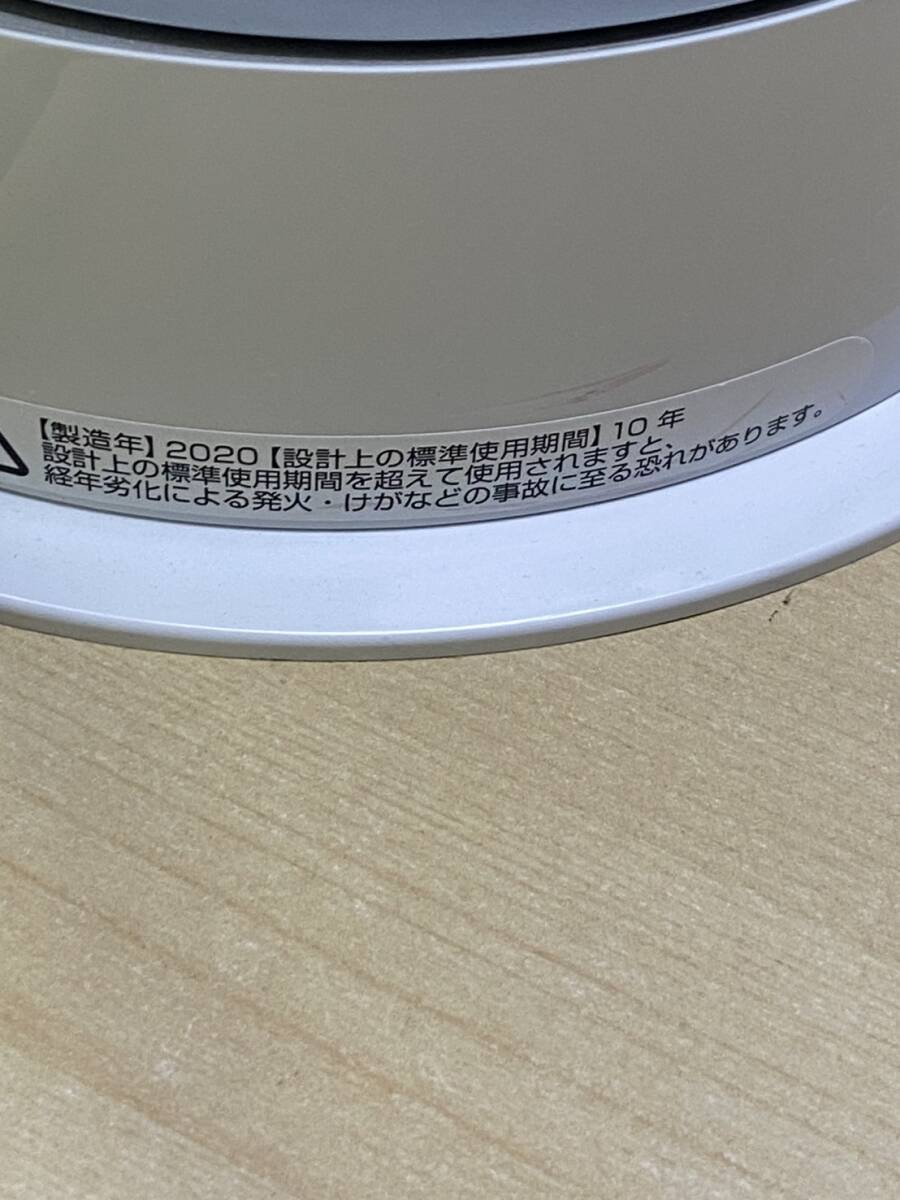 【製造年】2020【設計上の標準使用期間】10年
設計上の標準使用期間を超えて使用されますと、
経年劣化による発火・けがなどの事故に至る恐れがあります。